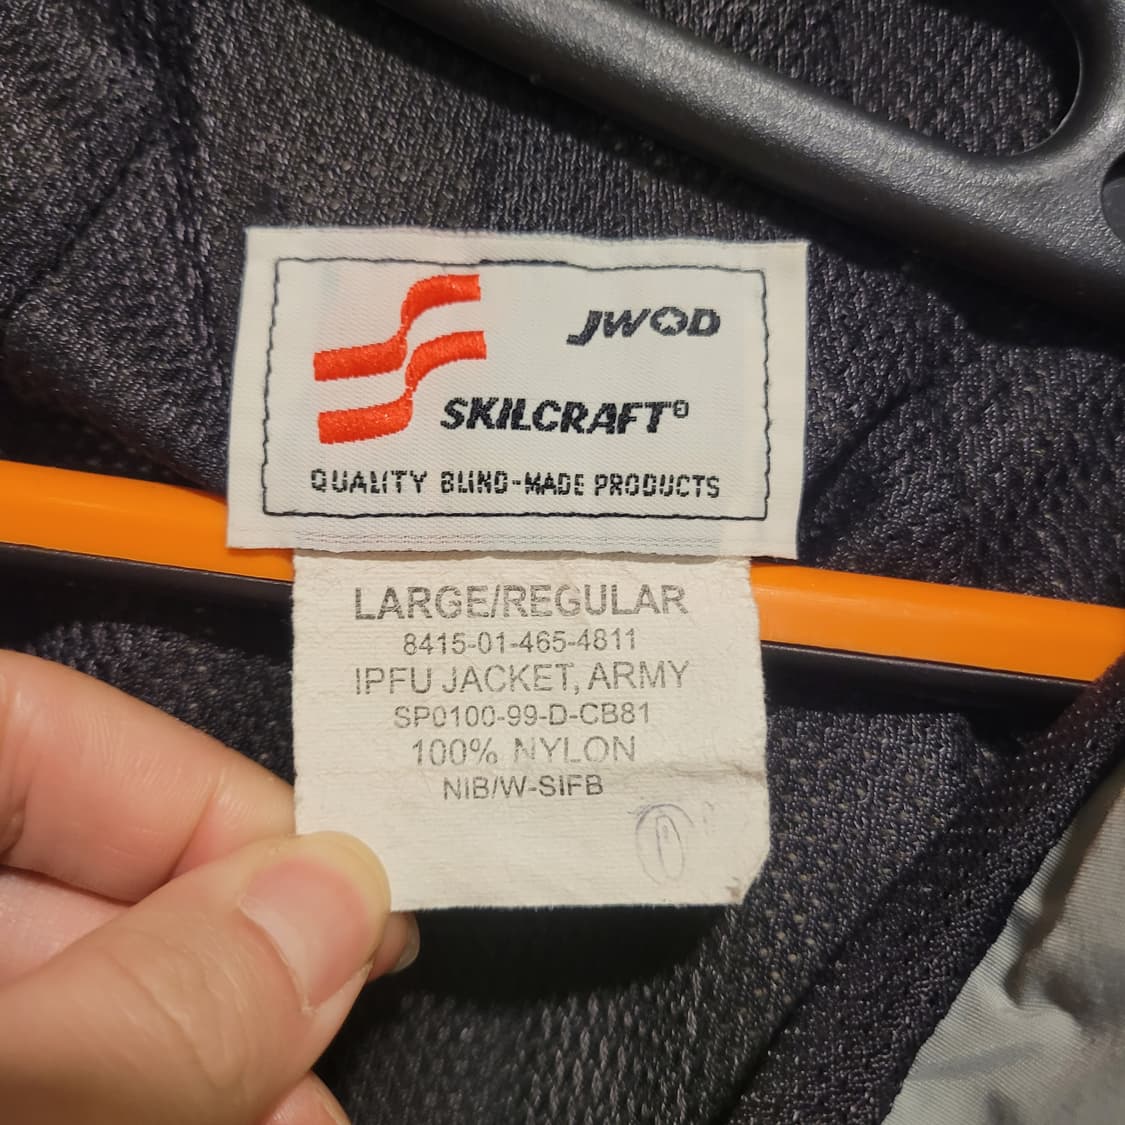 JWOD
SKILCRAFT®
QUALITY BLIND-MADE PRODUCTS
LARGE/REGULAR
8415-01-465-4811
IPFU JACKET, ARMY
SP0100-99-D-CB81
100% NYLON
NIB/W-SIFB